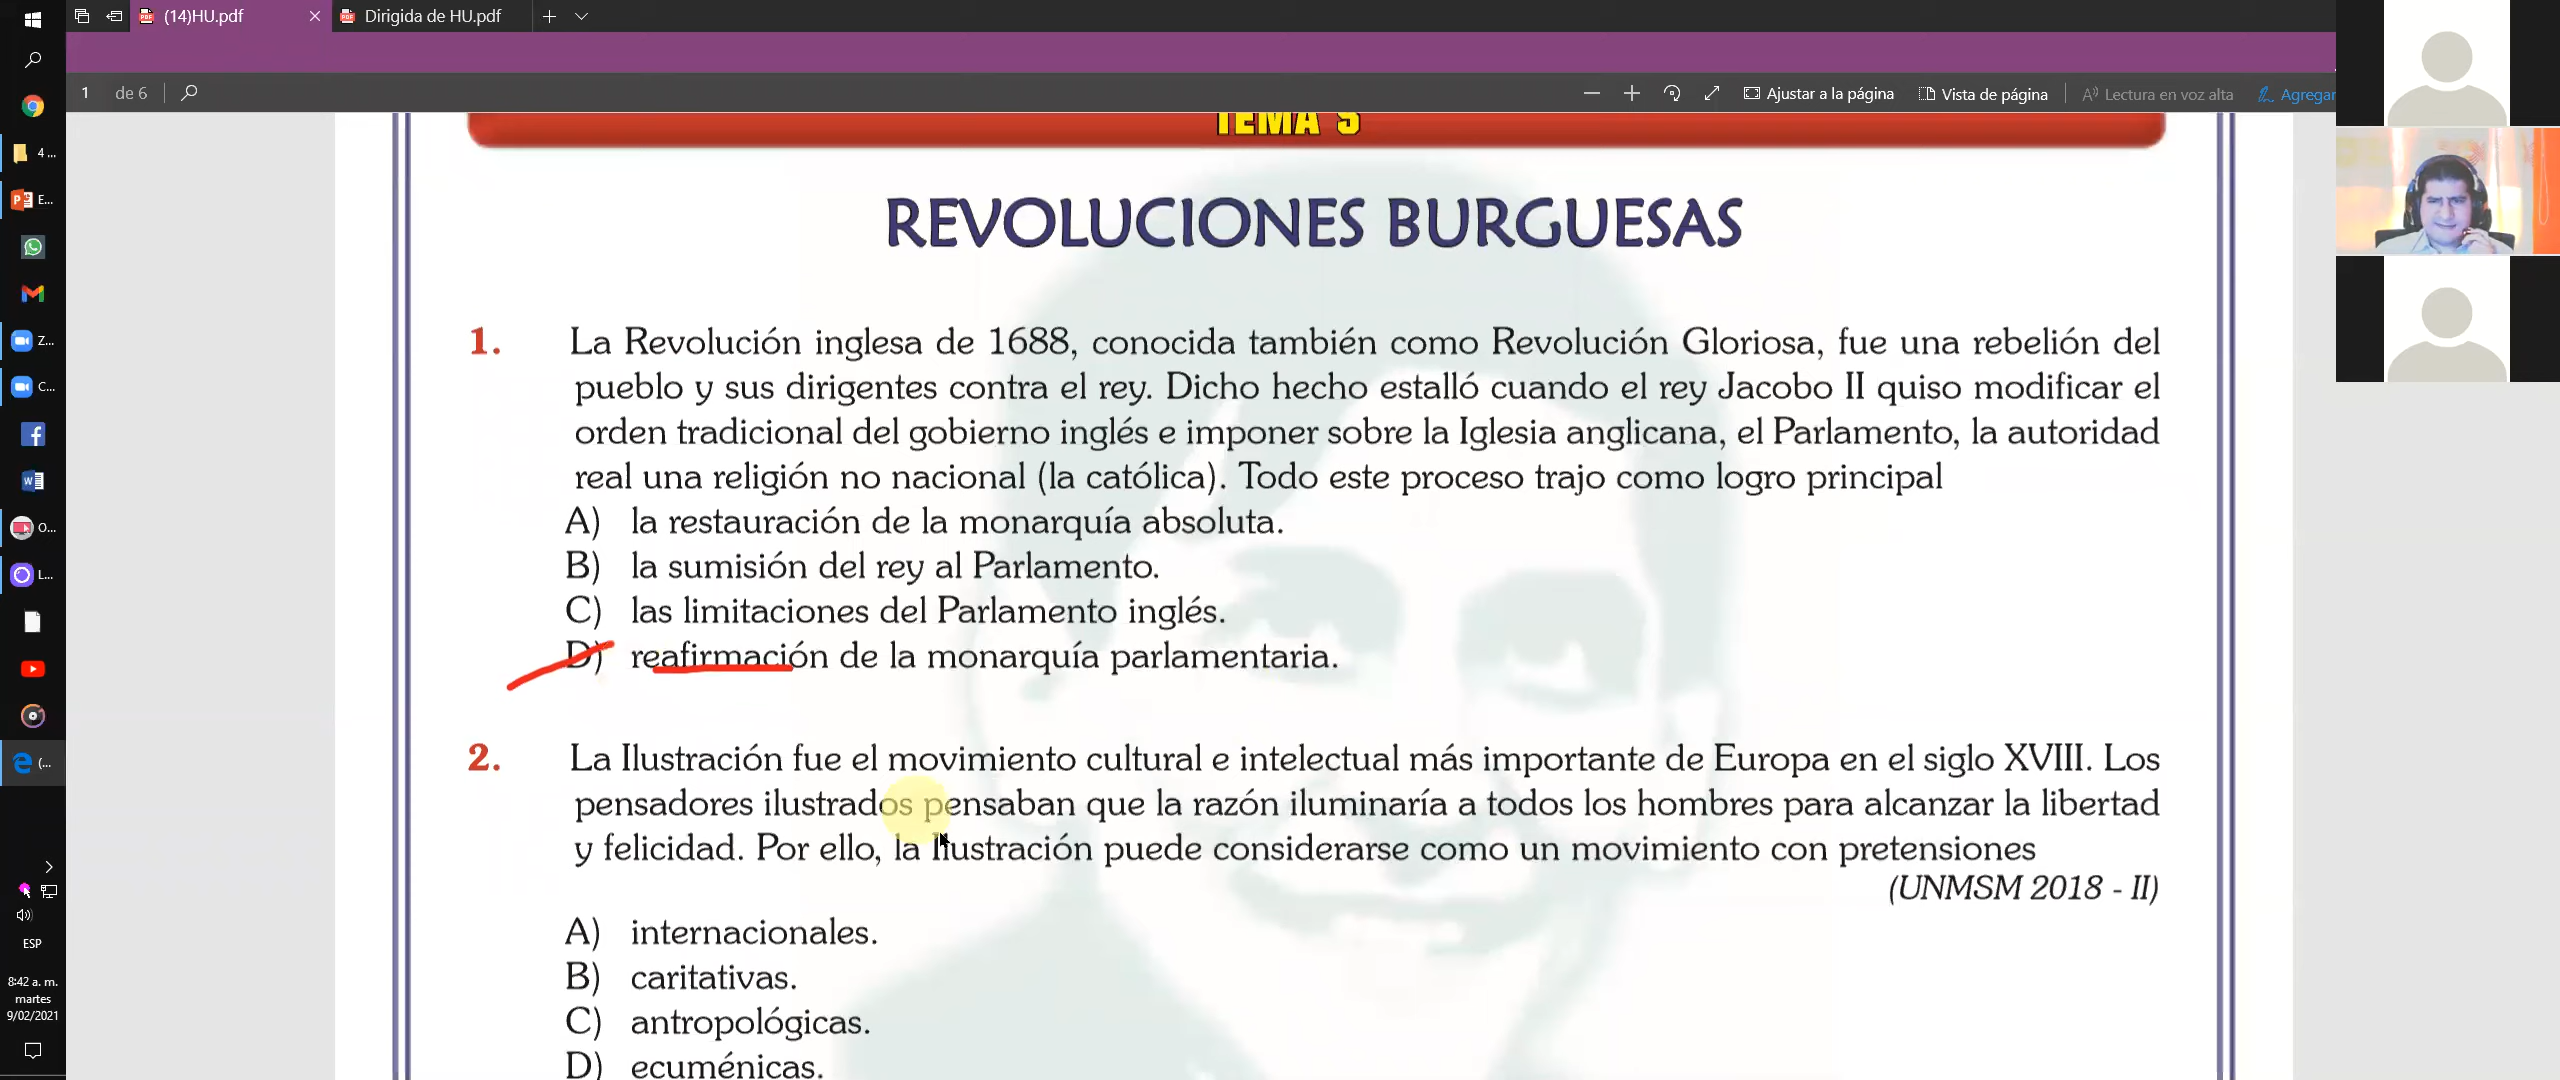 (14)HU.pdf
Dirigida de HU.pdf
1 de 6
Ajustar a la página
Vista de página
Lectura en voz alta
Agregar
TEMA
REVOLUCIONES BURGUESAS
1. La Revolución inglesa de 1688, conocida también como Revolución Gloriosa, fue una rebelión del
pueblo y sus dirigentes contra el rey. Dicho hecho estalló cuando el rey Jacobo II quiso modificar el
orden tradicional del gobierno inglés e imponer sobre la Iglesia anglicana, el Parlamento, la autoridad
real una religión no nacional (la católica). Todo este proceso trajo como logro principal
A) la restauración de la monarquía absoluta.
B) la sumisión del rey al Parlamento.
C) las limitaciones del Parlamento inglés.
D) reafirmación de la monarquía parlamentaria.
2. La Ilustración fue el movimiento cultural e intelectual más importante de Europa en el siglo XVIII. Los
pensadores ilustrados pensaban que la razón iluminaría a todos los hombres para alcanzar la libertad
y felicidad. Por ello, la Ilustración puede considerarse como un movimiento con pretensiones
(UNMSM 2018 - II)
A) internacionales.
B) caritativas.
C) antropológicas.
D) ecuménicas.
4 ...
E...
Z...
C...
O...
L...
(...
ESP
8:42 a. m.
martes
9/02/2021